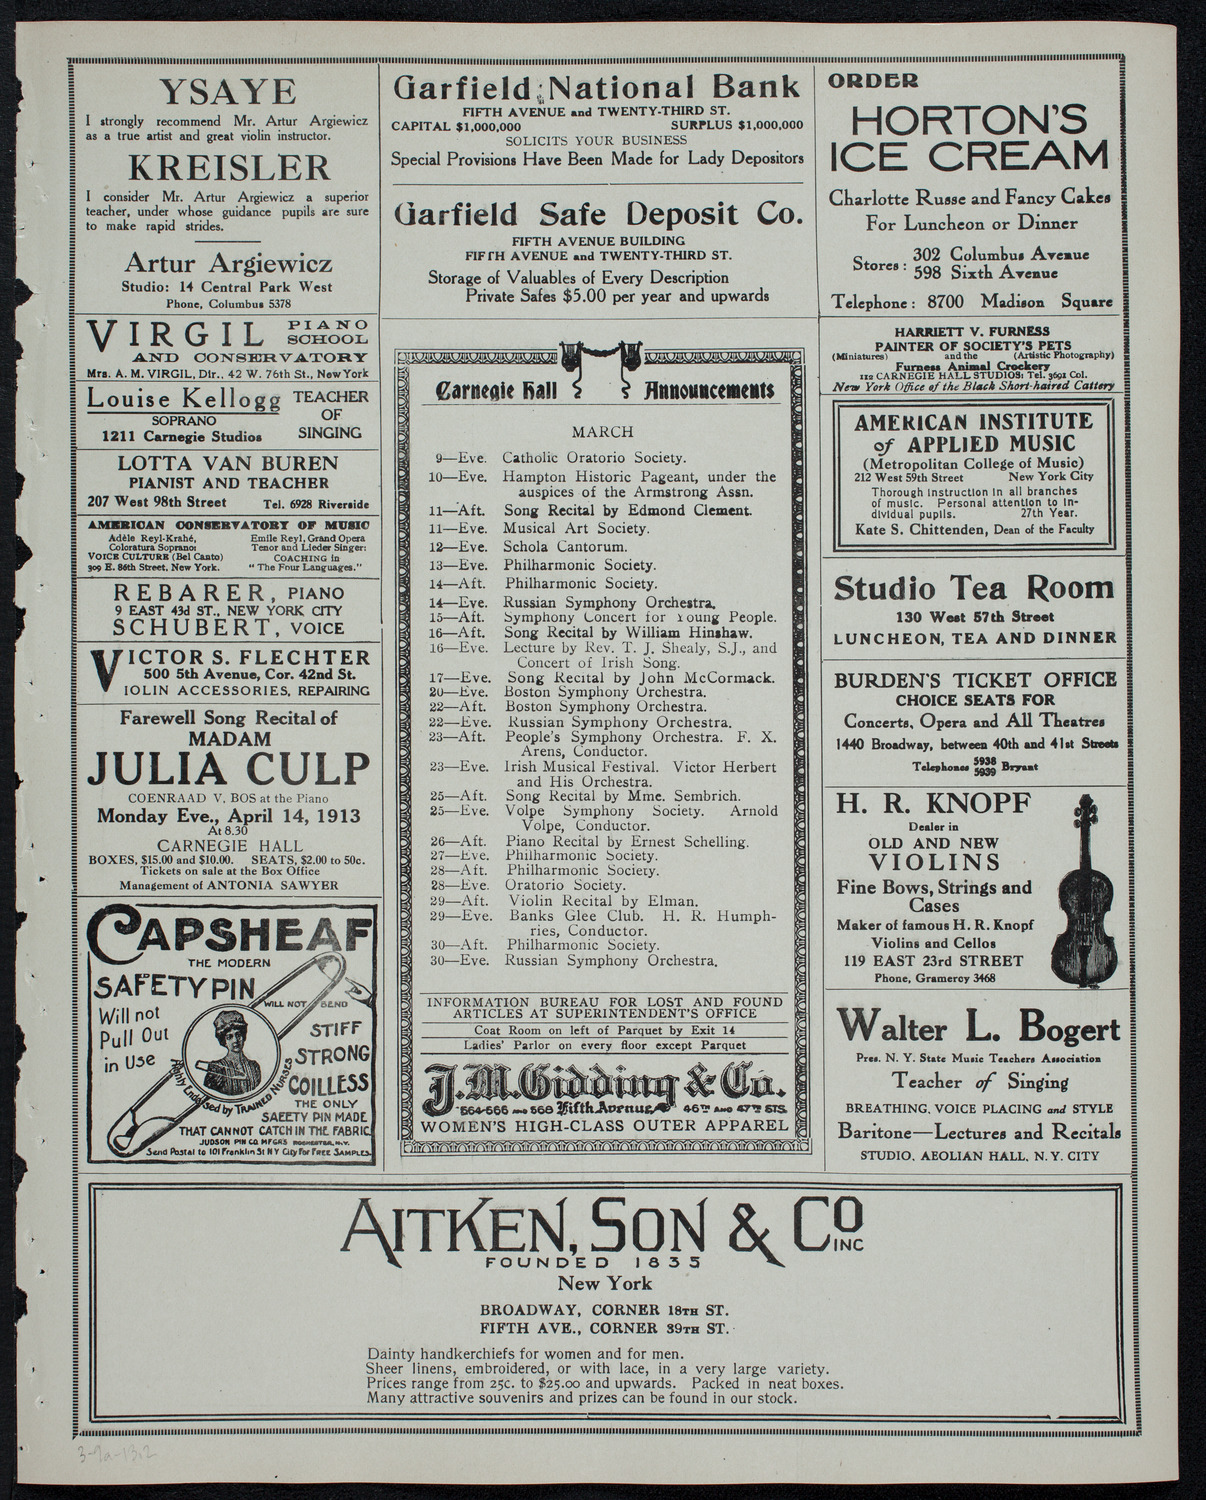 YSAYE
I strongly recommend Mr. Artur Argiewicz
as a true artist and great violin instructor.
KREISLER
I consider Mr. Artur Argiewicz a superior
teacher, under whose guidance pupils are sure
to make rapid strides.
Artur Argiewicz
Studio: 14 Central Park West
Phone, Columbus 5378
VIRGIL PIANO SCHOOL
AND CONSERVATORY
Mrs. A. M. VIRGIL, Dir., 42 W. 76th St., New York
Louise Kellogg TEACHER OF SINGING
SOPRANO
1211 Carnegie Studios
LOTTA VAN BUREN
PIANIST AND TEACHER
207 West 98th Street Tel. 6928 Riverside
AMERICAN CONSERVATORY OF MUSIC
Adèle Reyl-Krahé, Emile Reyl, Grand Opera
Coloratura Soprano: Tenor and Lieder Singer:
VOICE CULTURE (Bel Canto) COACHING in
309 E. 86th Street, New York. "The Four Languages."
REBARER, PIANO
9 EAST 43d ST., NEW YORK CITY
SCHUBERT, VOICE
VICTOR S. FLECHTER
500 5th Avenue, Cor. 42nd St.
VIOLIN ACCESSORIES, REPAIRING
Farewell Song Recital of
MADAM
JULIA CULP
COENRAAD V. BOS at the Piano
Monday Eve., April 14, 1913
At 8.30
CARNEGIE HALL
BOXES, $15.00 and $10.00. SEATS, $2.00 to 50c.
Tickets on sale at the Box Office
Management of ANTONIA SAWYER
CAPSHEAF
THE MODERN
SAFETY PIN
WILL NOT BEND
Will not
Pull Out
in Use
STIFF
STRONG
COILLESS
Highly Endorsed by TRAINED NURSES
THE ONLY
SAFETY PIN MADE
THAT CANNOT CATCH IN THE FABRIC
JUDSON PIN CO MFGRS ROCHESTER, N.Y.
Send Postal to 101 Franklin St N Y City For FREE SAMPLES.
Garfield National Bank
FIFTH AVENUE and TWENTY-THIRD ST.
CAPITAL $1,000,000 SURPLUS $1,000,000
SOLICITS YOUR BUSINESS
Special Provisions Have Been Made for Lady Depositors
Garfield Safe Deposit Co.
FIFTH AVENUE BUILDING
FIFTH AVENUE and TWENTY-THIRD ST.
Storage of Valuables of Every Description
Private Safes $5.00 per year and upwards
Carnegie Hall Announcements
MARCH
9—Eve. Catholic Oratorio Society.
10—Eve. Hampton Historic Pageant, under the
auspices of the Armstrong Assn.
11—Aft. Song Recital by Edmond Clement.
11—Eve. Musical Art Society.
12—Eve. Schola Cantorum.
13—Eve. Philharmonic Society.
14—Aft. Philharmonic Society.
14—Eve. Russian Symphony Orchestra.
15—Aft. Symphony Concert for Young People.
16—Aft. Song Recital by William Hinshaw.
16—Eve. Lecture by Rev. T. J. Shealy, S.J., and
Concert of Irish Song.
17—Eve. Song Recital by John McCormack.
20—Eve. Boston Symphony Orchestra.
22—Aft. Boston Symphony Orchestra.
22—Eve. Russian Symphony Orchestra.
23—Aft. People's Symphony Orchestra. F. X.
Arens, Conductor.
23—Eve. Irish Musical Festival. Victor Herbert
and His Orchestra.
25—Aft. Song Recital by Mme. Sembrich.
25—Eve. Volpe Symphony Society. Arnold
Volpe, Conductor.
26—Aft. Piano Recital by Ernest Schelling.
27—Eve. Philharmonic Society.
28—Aft. Philharmonic Society.
28—Eve. Oratorio Society.
29—Aft. Violin Recital by Elman.
29—Eve. Banks Glee Club. H. R. Humph-
ries, Conductor.
30—Aft. Philharmonic Society.
30—Eve. Russian Symphony Orchestra.
INFORMATION BUREAU FOR LOST AND FOUND
ARTICLES AT SUPERINTENDENT'S OFFICE
Coat Room on left of Parquet by Exit 14
Ladies' Parlor on every floor except Parquet
J. M. Gidding & Co.
564-566 AND 568 Fifth Avenue 46TH AND 47TH STS.
WOMEN'S HIGH-CLASS OUTER APPAREL
ORDER
HORTON'S
ICE CREAM
Charlotte Russe and Fancy Cakes
For Luncheon or Dinner
Stores: 302 Columbus Avenue
598 Sixth Avenue
Telephone: 8700 Madison Square
HARRIETT V. FURNESS
PAINTER OF SOCIETY'S PETS
(Miniatures) and the (Artistic Photography)
Furness Animal Crockery
112 CARNEGIE HALL STUDIOS: Tel. 3691 Col.
New York Office of the Black Short-haired Cattery
AMERICAN INSTITUTE
of APPLIED MUSIC
(Metropolitan College of Music)
212 West 59th Street New York City
Thorough instruction in all branches
of music. Personal attention to in-
dividual pupils. 27th Year.
Kate S. Chittenden, Dean of the Faculty
Studio Tea Room
130 West 57th Street
LUNCHEON, TEA AND DINNER
BURDEN'S TICKET OFFICE
CHOICE SEATS FOR
Concerts, Opera and All Theatres
1440 Broadway, between 40th and 41st Streets
Telephones 5938 5939 Bryant
H. R. KNOPF
Dealer in
OLD AND NEW
VIOLINS
Fine Bows, Strings and
Cases
Maker of famous H. R. Knopf
Violins and Cellos
119 EAST 23rd STREET
Phone, Gramercy 3468
Walter L. Bogert
Pres. N. Y. State Music Teachers Association
Teacher of Singing
BREATHING, VOICE PLACING and STYLE
Baritone—Lectures and Recitals
STUDIO, AEOLIAN HALL, N. Y. CITY
AITKEN, SON & CO INC
FOUNDED 1835
New York
BROADWAY, CORNER 18TH ST.
FIFTH AVE., CORNER 39TH ST.
Dainty handkerchiefs for women and for men.
Sheer linens, embroidered, or with lace, in a very large variety.
Prices range from 25c. to $25.00 and upwards. Packed in neat boxes.
Many attractive souvenirs and prizes can be found in our stock.